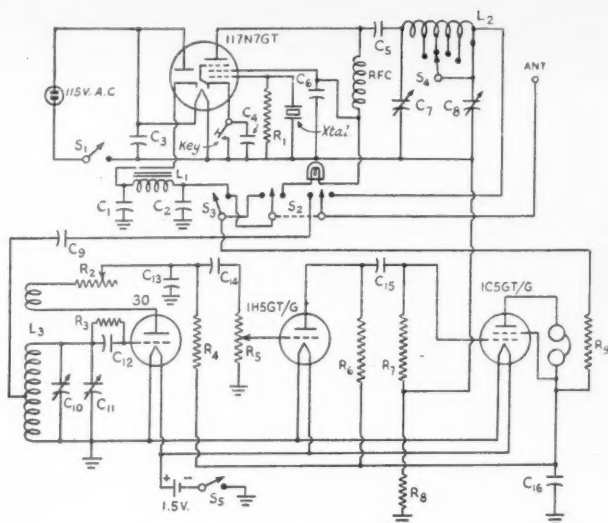 117N7GT
C5
L2
ANT
115V. A.C
C6
RFC
S4
C7
C8
S1
C3
Key
C4
R1
Xtal
L1
C1
C2
S3
S2
C9
R2
C13
C14
C15
30
1H5GT/G
1C5GT/G
L3
R3
C12
R4
R5
R6
R7
R9
C10
C11
+ -
1.5V.
S5
R8
C16